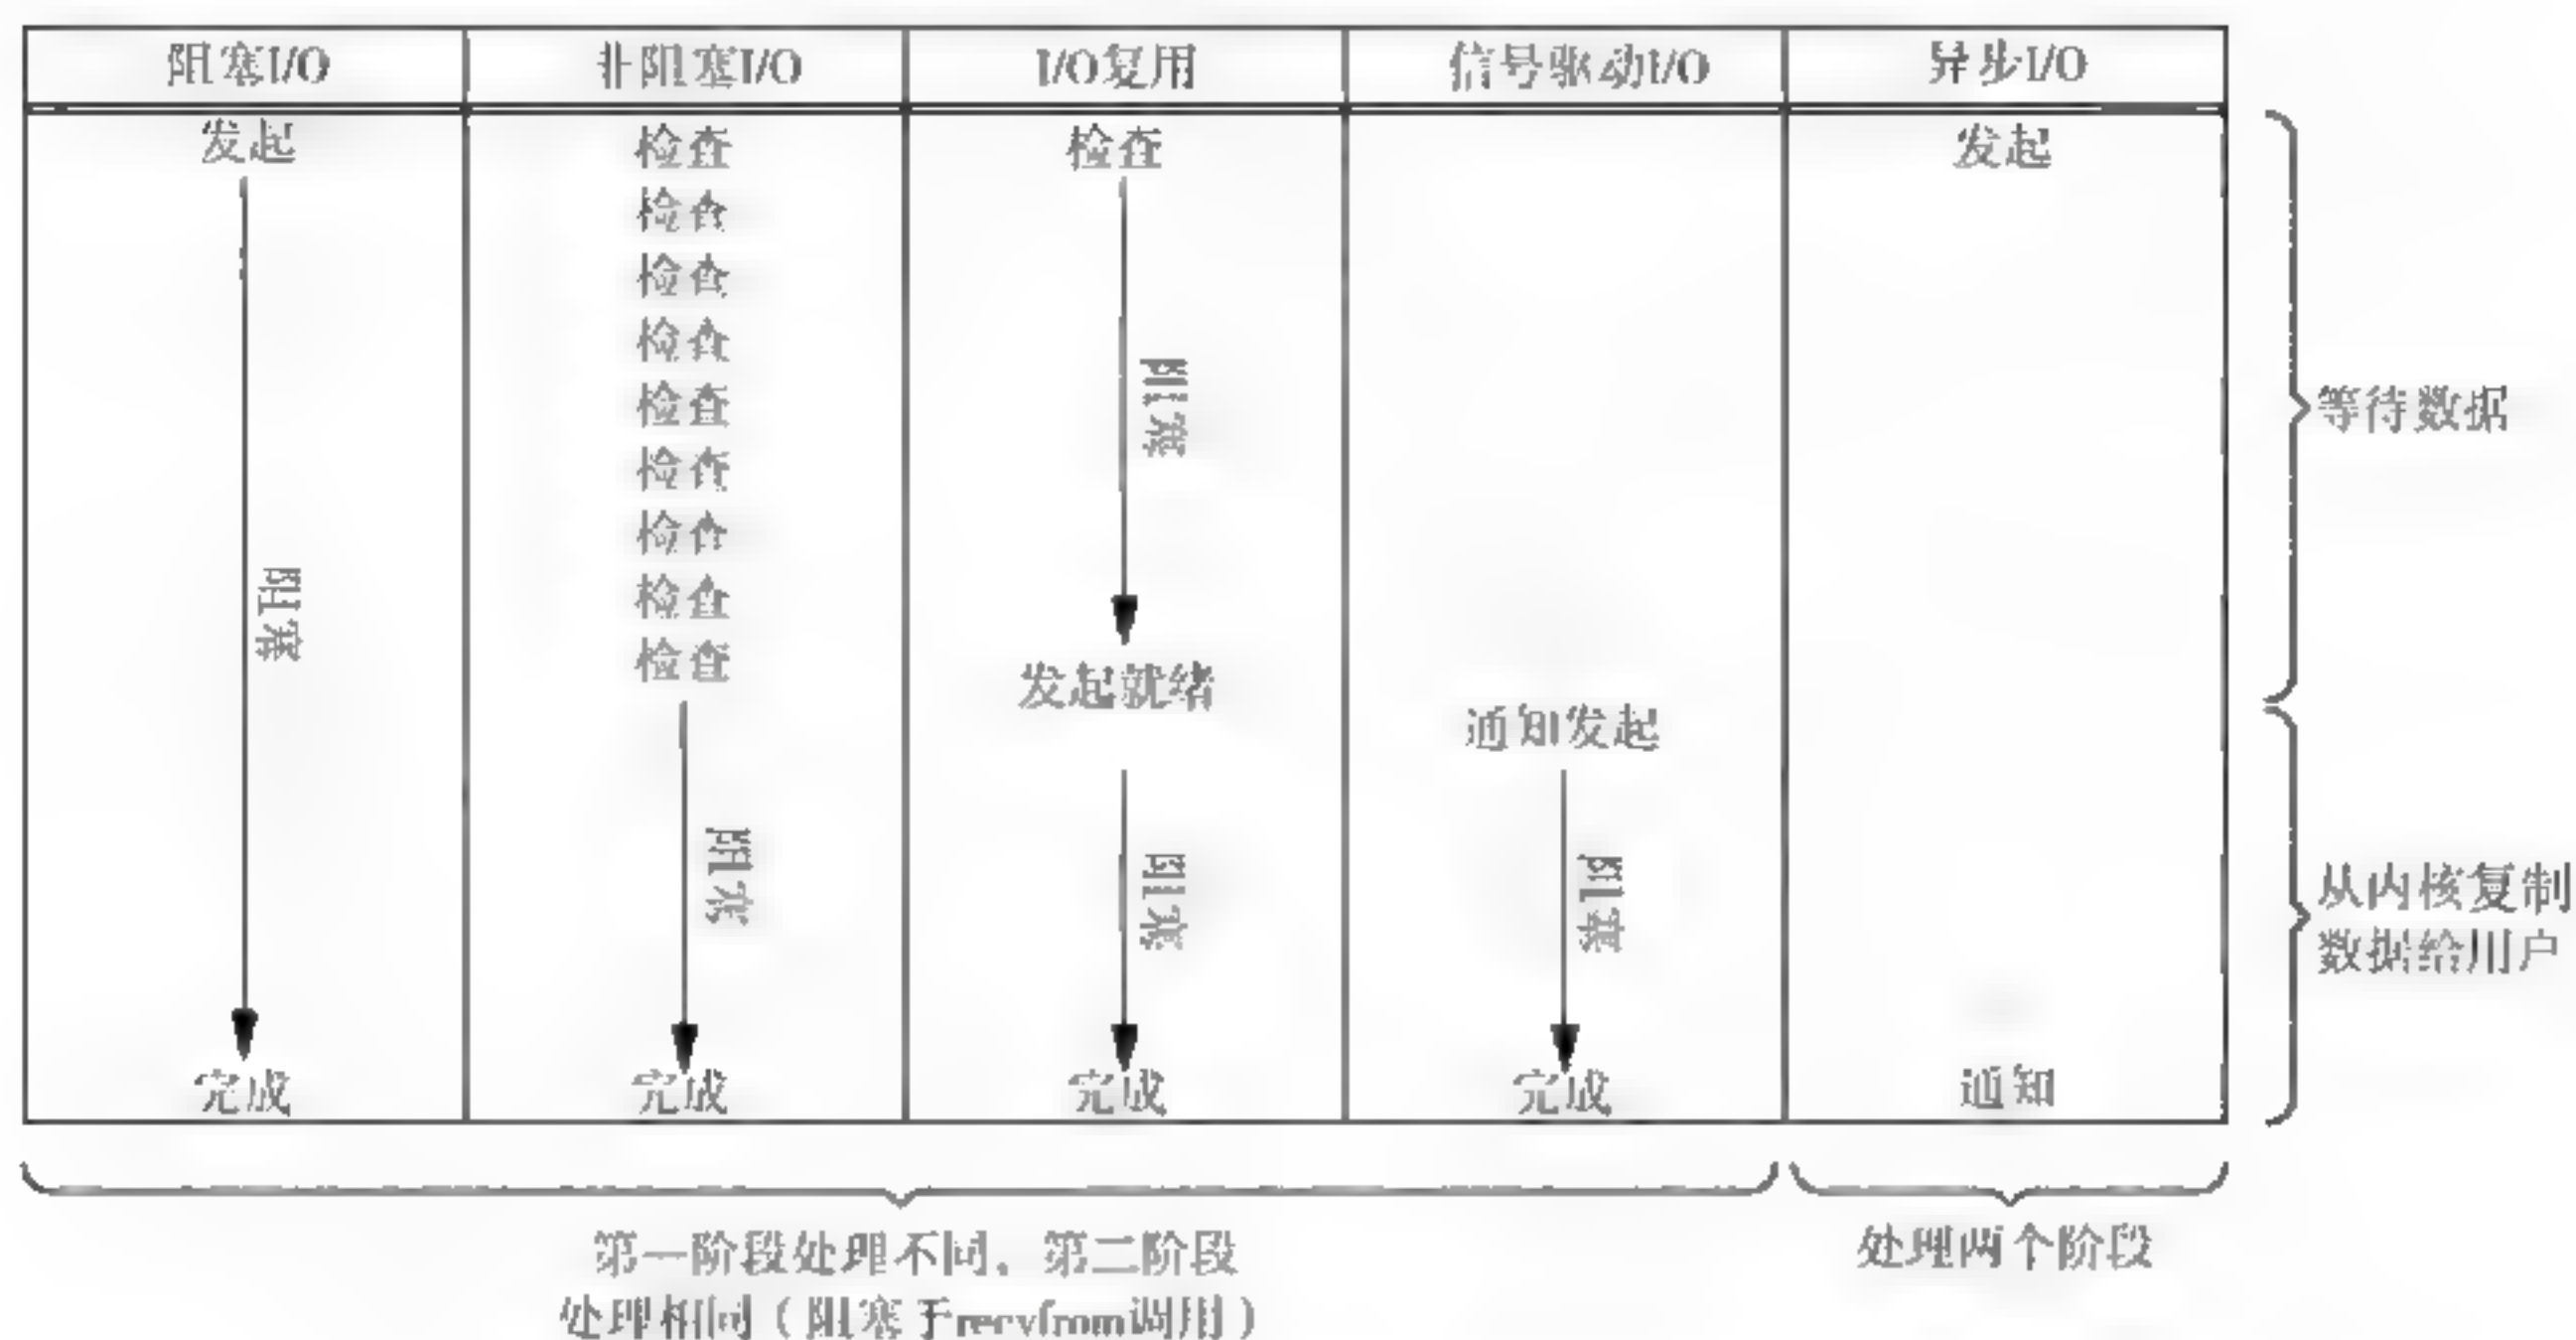 阻塞I/O
非阻塞I/O
I/O复用
信号驱动I/O
异步I/O
发起
阻塞
完成
检查
检查
检查
检查
检查
检查
检查
检查
检查
阻塞
完成
检查
阻塞
发起就绪
阻塞
完成
通知发起
阻塞
完成
发起
通知
等待数据
从内核复制
数据给用户
第一阶段处理不同，第二阶段
处理相同（阻塞于recvfrom调用）
处理两个阶段